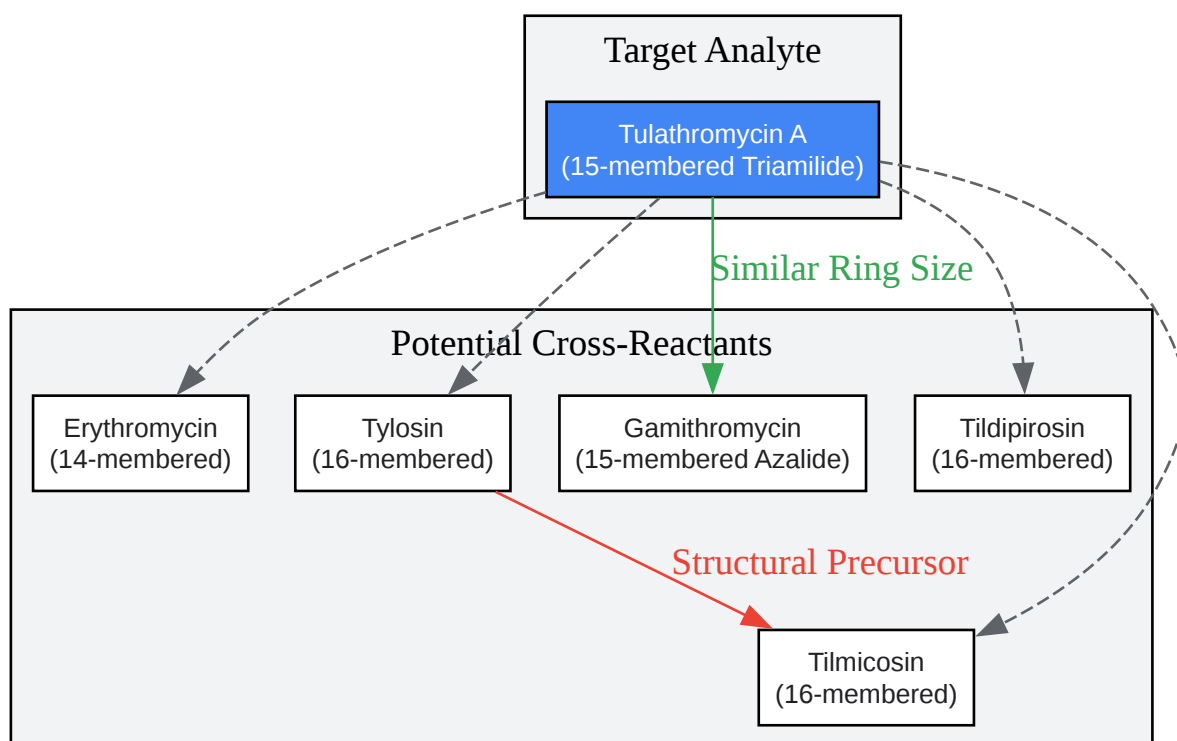 Target Analyte
Tulathromycin A
(15-membered Triamilide)
Similar Ring Size
Potential Cross-Reactants
Erythromycin
(14-membered)
Tylosin
(16-membered)
Gamithromycin
(15-membered Azalide)
Tildipirosin
(16-membered)
Structural Precursor
Tilmicosin
(16-membered)